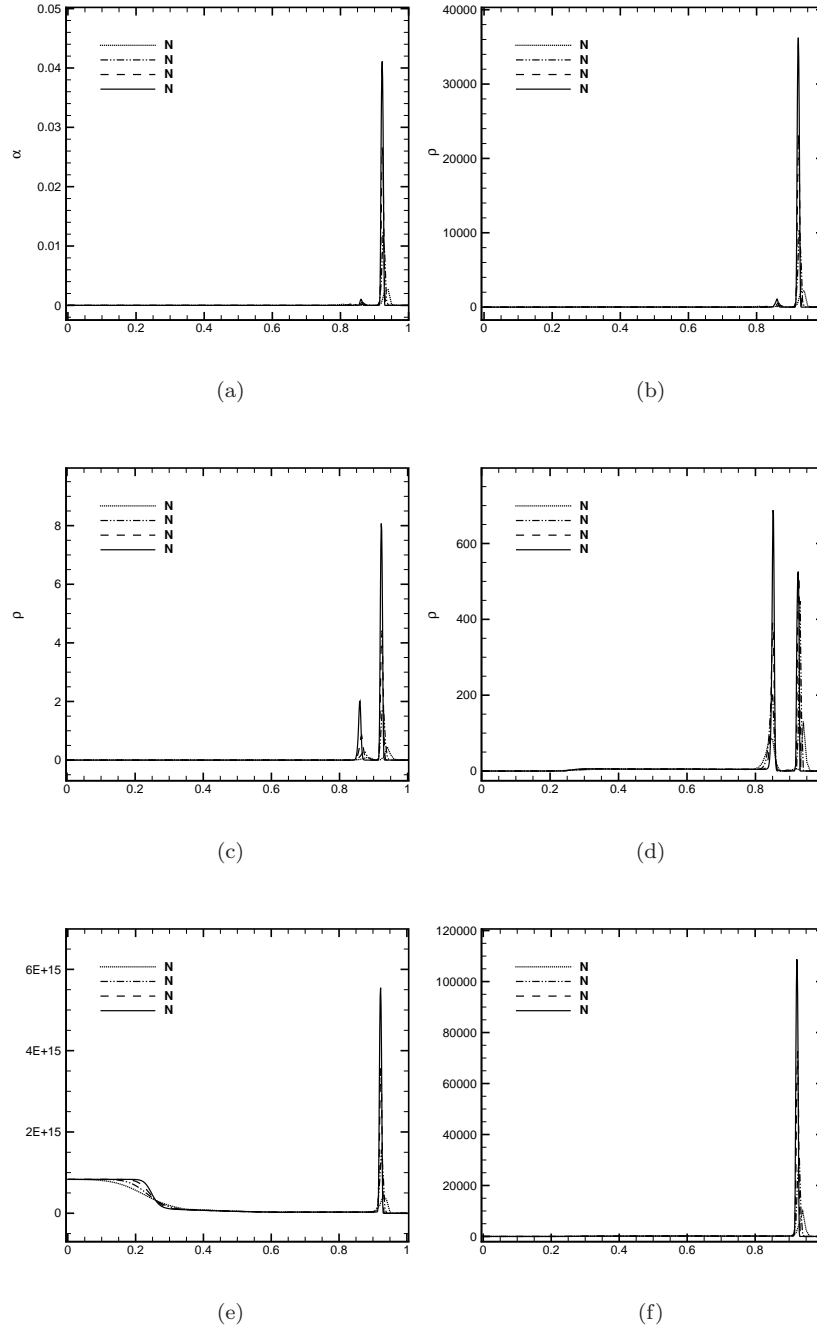 0.05
0.04
0.03
0.02
0.01
0
α
N
N
N
N
0 0.2 0.4 0.6 0.8 1
(a)
40000
30000
20000
10000
0
ρ
N
N
N
N
0 0.2 0.4 0.6 0.8
(b)
8
6
4
2
0
ρ
N
N
N
N
0 0.2 0.4 0.6 0.8 1
(c)
600
400
200
0
ρ
N
N
N
N
0 0.2 0.4 0.6 0.8
(d)
6E+15
4E+15
2E+15
0
N
N
N
N
0 0.2 0.4 0.6 0.8 1
(e)
120000
100000
80000
60000
40000
20000
0
N
N
N
N
0 0.2 0.4 0.6 0.8
(f)